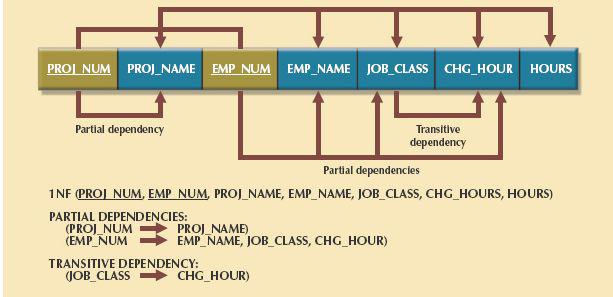 PROJ_NUM PROJ_NAME EMP_NUM EMP_NAME JOB_CLASS CHG_HOUR HOURS
Partial dependency
Transitive
dependency
Partial dependencies
1NF (PROJ_NUM, EMP_NUM, PROJ_NAME, EMP_NAME, JOB_CLASS, CHG_HOURS, HOURS)
PARTIAL DEPENDENCIES:
(PROJ_NUM PROJ_NAME)
(EMP_NUM EMP_NAME, JOB_CLASS, CHG_HOUR)
TRANSITIVE DEPENDENCY:
(JOB_CLASS CHG_HOUR)